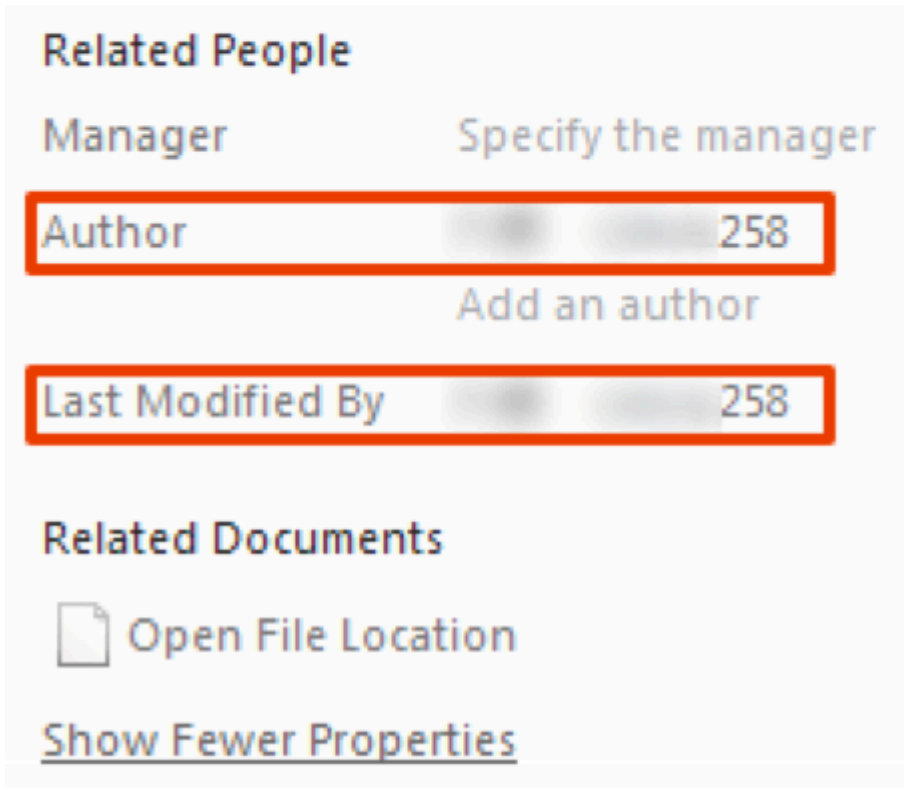 Related People
Manager Specify the manager
Author 258
Add an author
Last Modified By 258
Related Documents
Open File Location
Show Fewer Properties